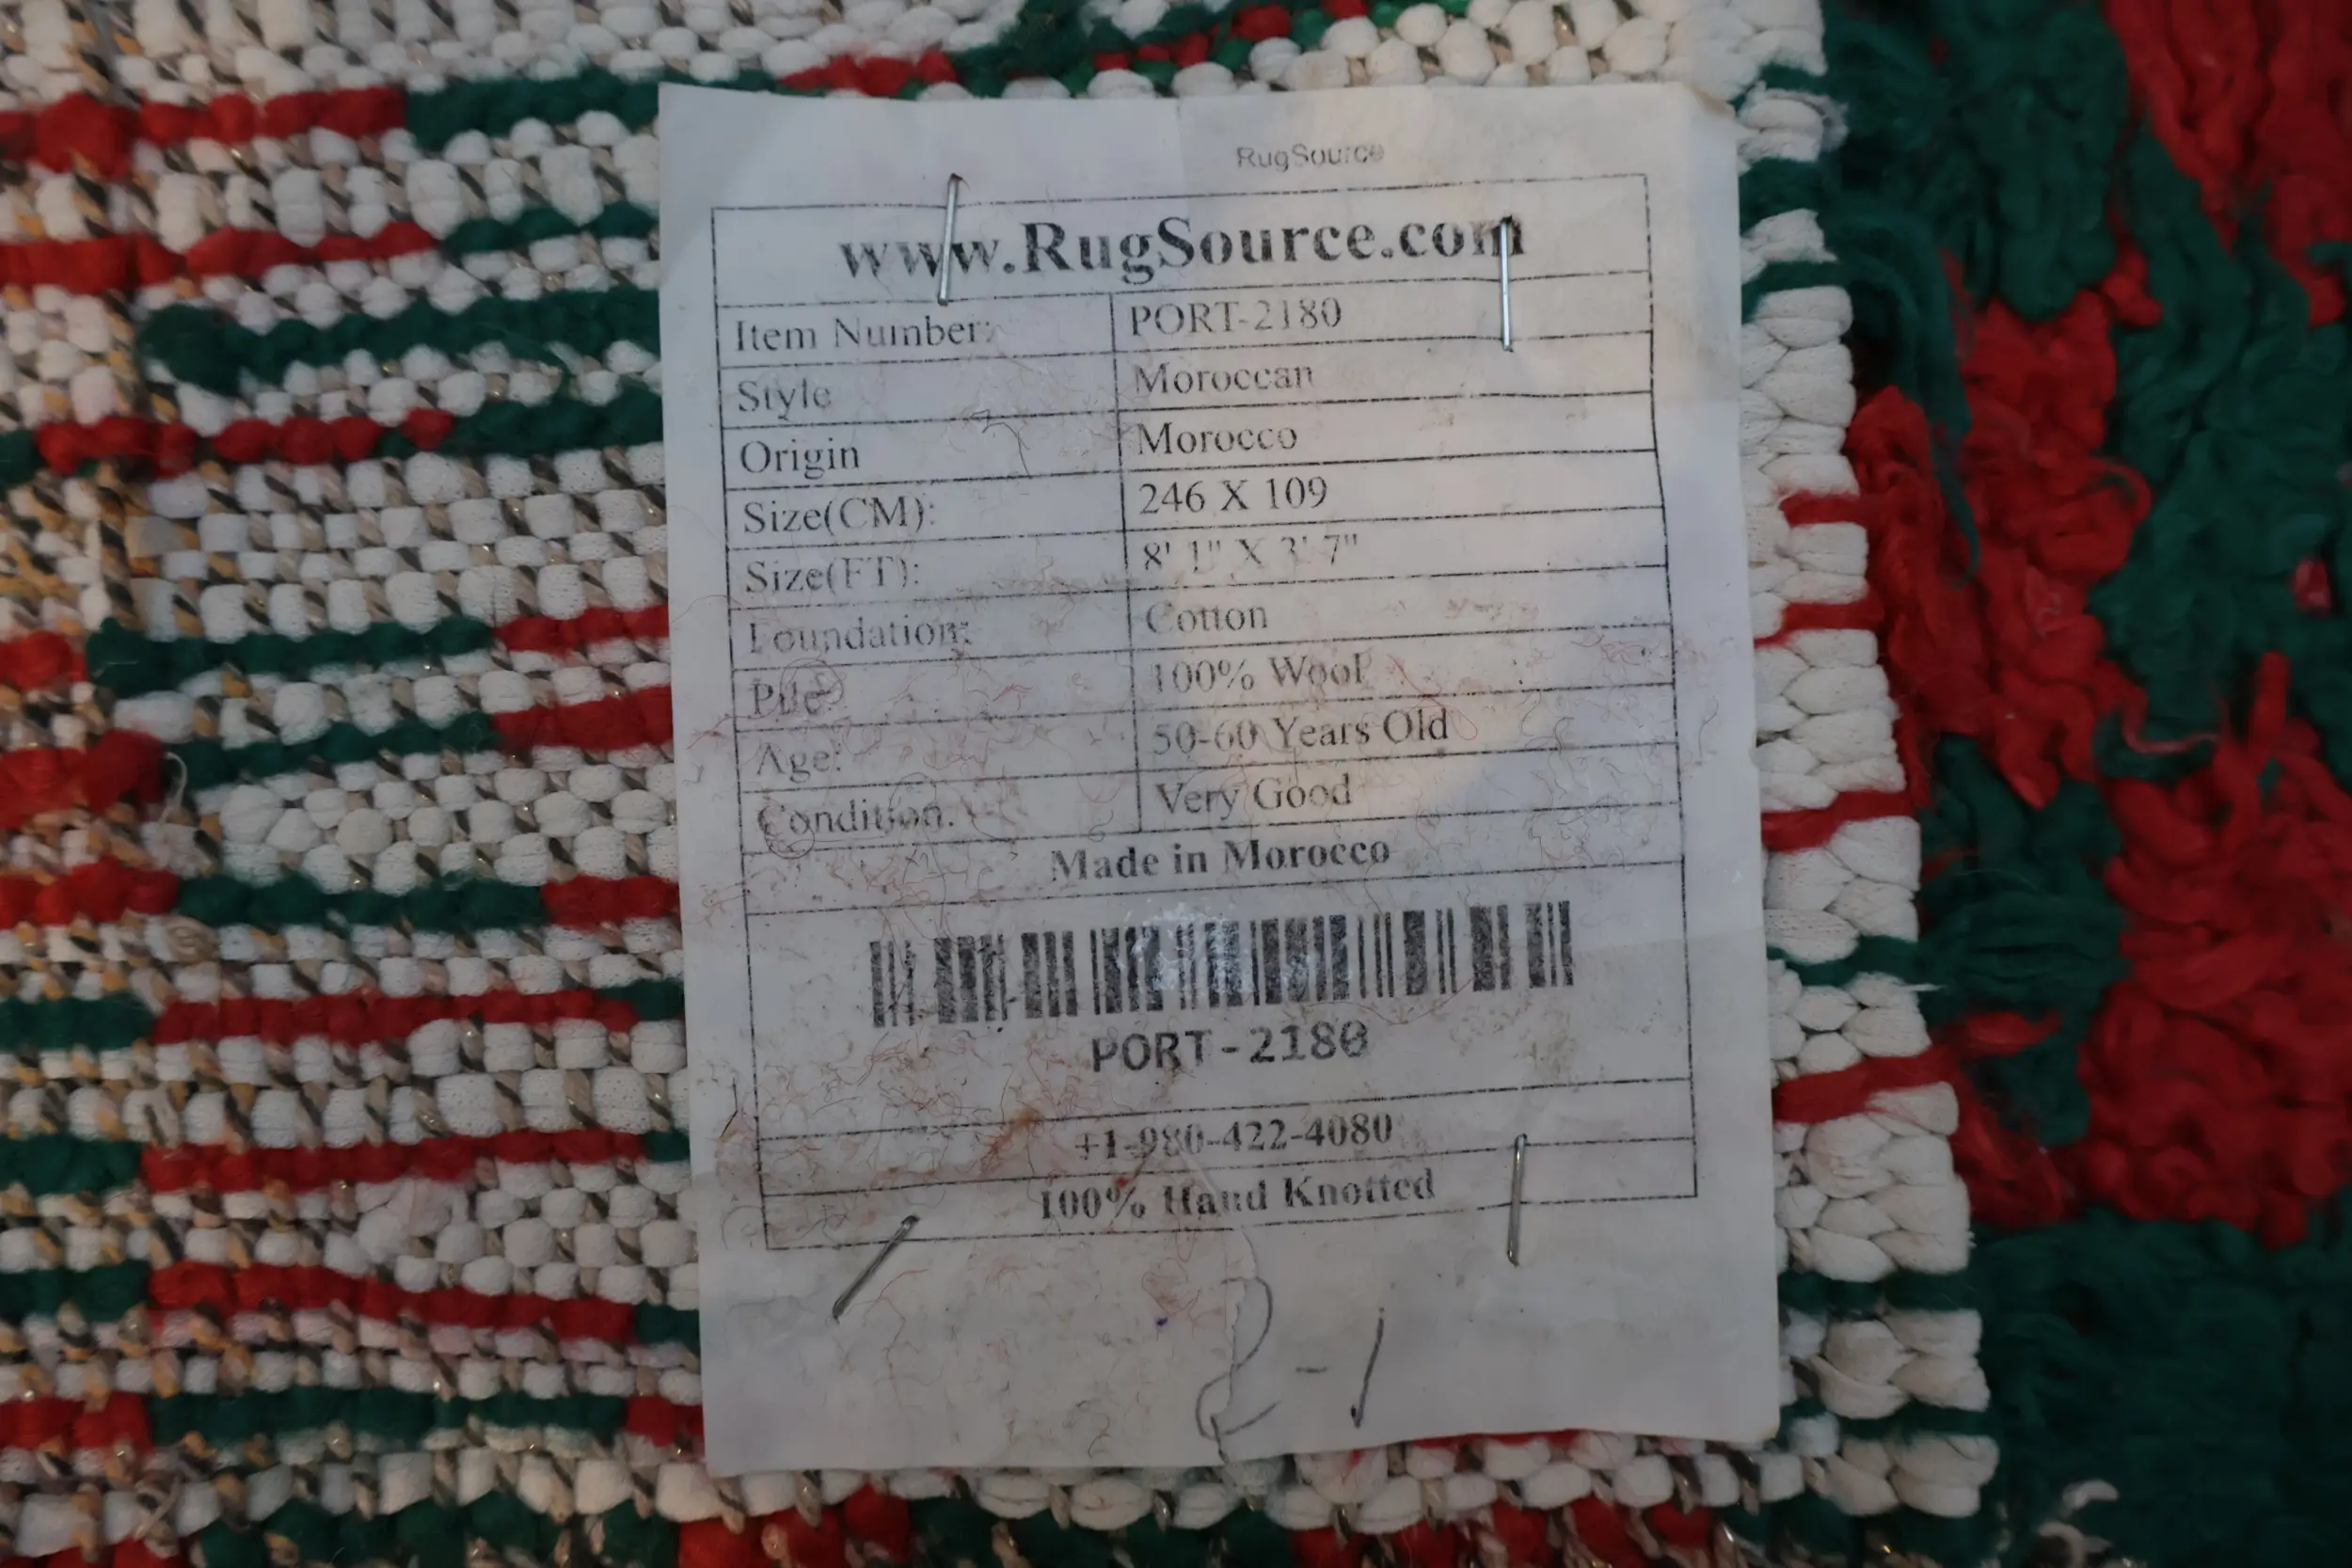 RugSource
www.RugSource.com
Item Number: PORT-2180
Style Moroccan
Origin Morocco
Size(CM): 246 X 109
Size(FT): 8' 1" X 3' 7"
Foundation: Cotton
Pile: 100% Wool
Age: 50-60 Years Old
Condition: Very Good
Made in Morocco
PORT-2180
+1-980-422-4080
100% Hand Knotted
2-1